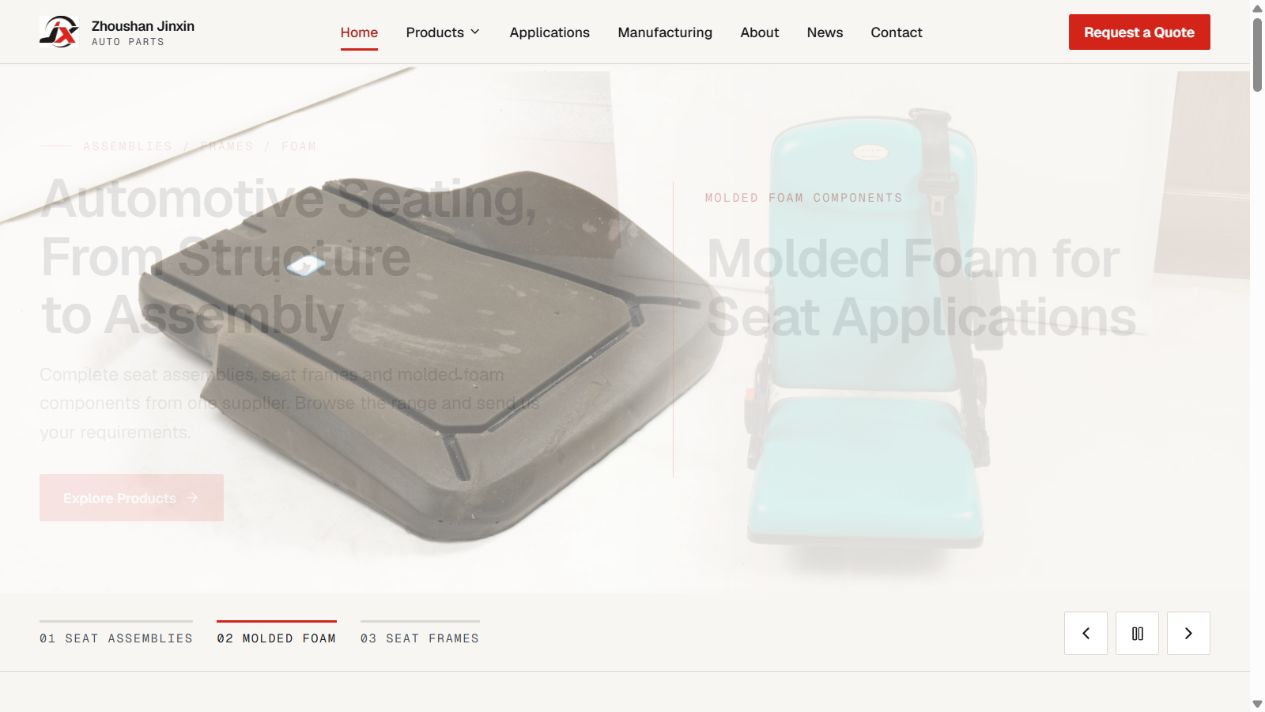 Zhoushan Jinxin
AUTO PARTS
Home
Products
Applications
Manufacturing
About
News
Contact
Request a Quote
ASSEMBLIES / FRAMES / FOAM
Automotive Seating,
From Structure
to Assembly
Complete seat assemblies, seat frames and molded-foam
components from one supplier. Browse the range and send us
your requirements.
Explore Products →
MOLDED FOAM COMPONENTS
Molded Foam for
Seat Applications
01 SEAT ASSEMBLIES
02 MOLDED FOAM
03 SEAT FRAMES